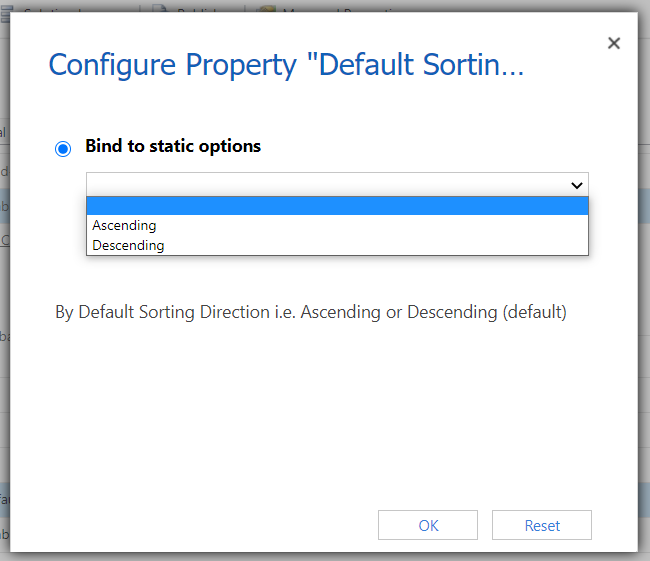 Configure Property "Default Sortin...
Bind to static options
Ascending
Descending
By Default Sorting Direction i.e. Ascending or Descending (default)
OK
Reset